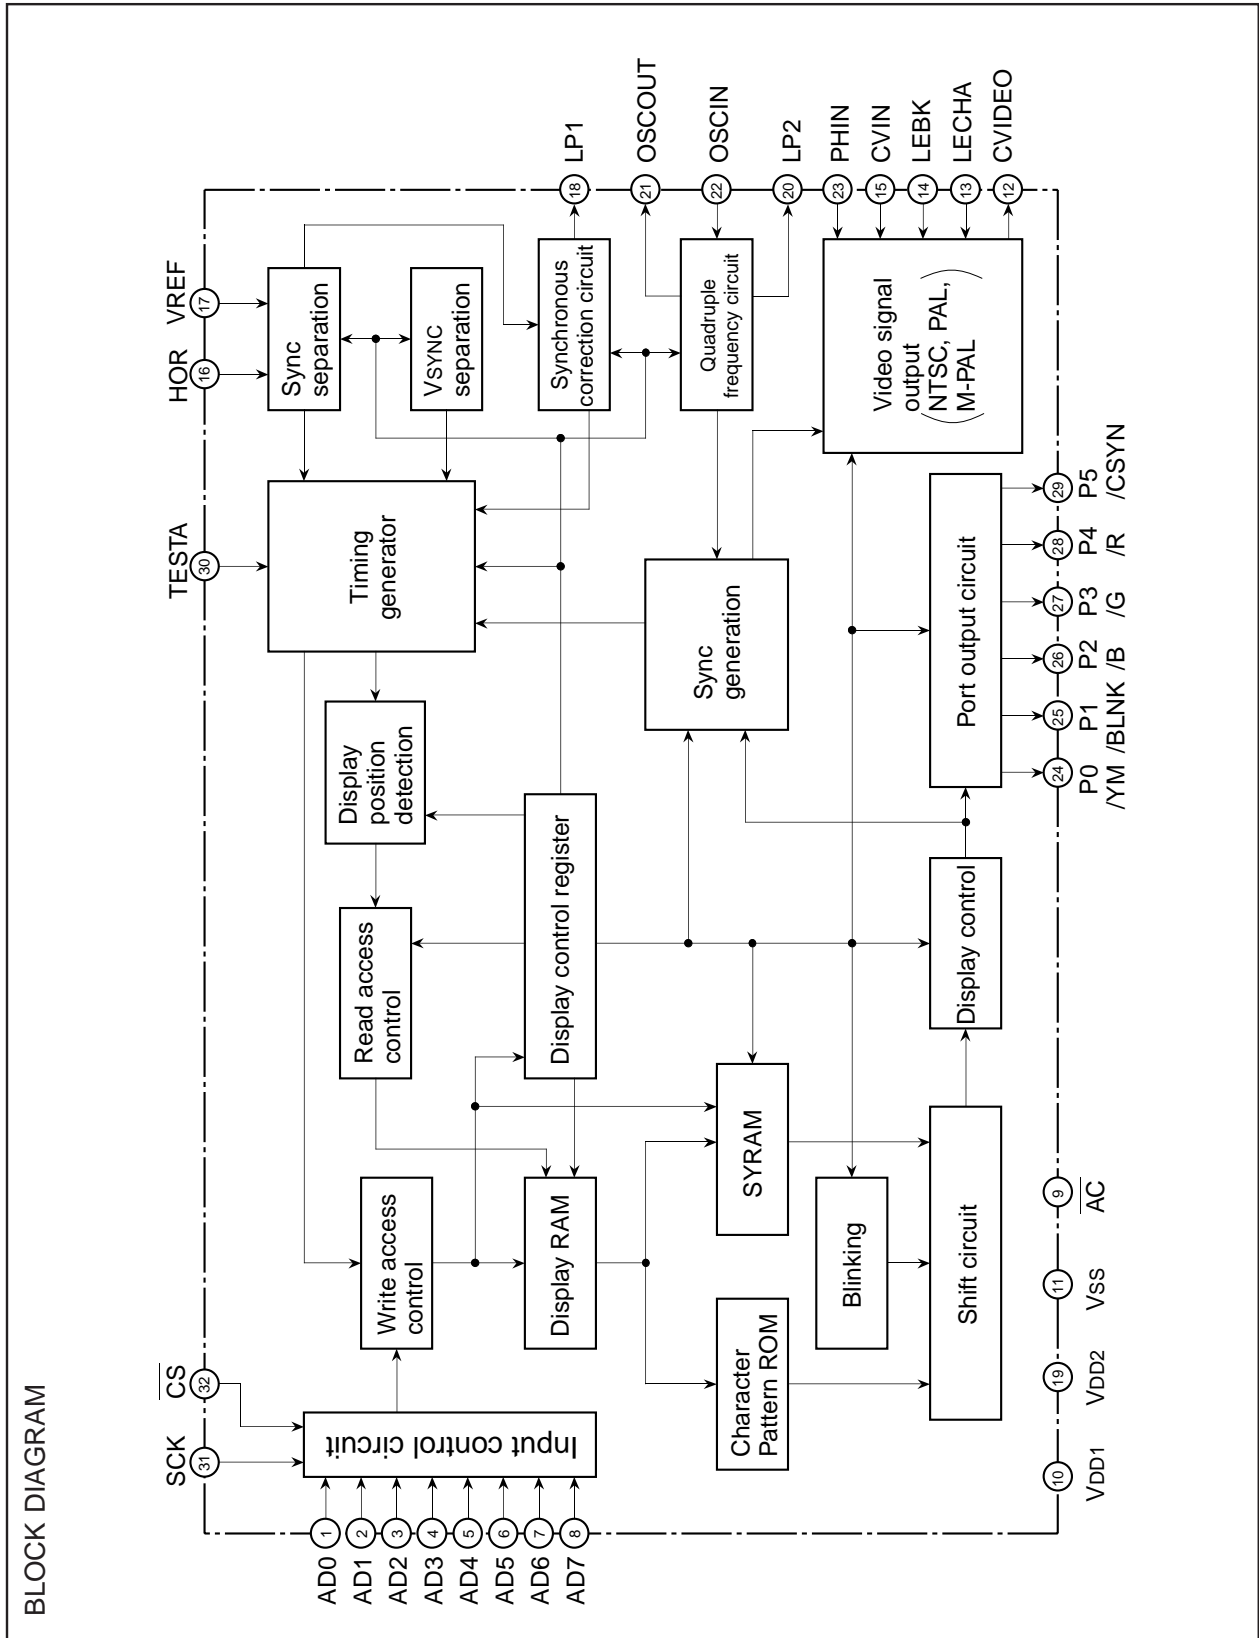 BLOCK DIAGRAM
SCK
31
CS
32
TESTA
30
HOR
16
VREF
17
AD0
1
AD1
2
AD2
3
AD3
4
AD4
5
AD5
6
AD6
7
AD7
8
Input control circuit
Write access
control
Read access
control
Display
position
detection
Timing
generator
Sync
separation
VSYNC
separation
Display RAM
Display control register
Synchronous
correction circuit
Quadruple
frequency circuit
Character
Pattern ROM
SYRAM
Sync
generation
Blinking
Shift circuit
Display control
Port output circuit
Video signal
output
(NTSC, PAL,
M-PAL)
18
LP1
21
OSCOUT
22
OSCIN
20
LP2
23
PHIN
15
CVIN
14
LEBK
13
LECHA
12
CVIDEO
10
VDD1
19
VDD2
11
VSS
9
AC
24
P0
/YM
25
P1
/BLNK
26
P2
/B
27
P3
/G
28
P4
/R
29
P5
/CSYN